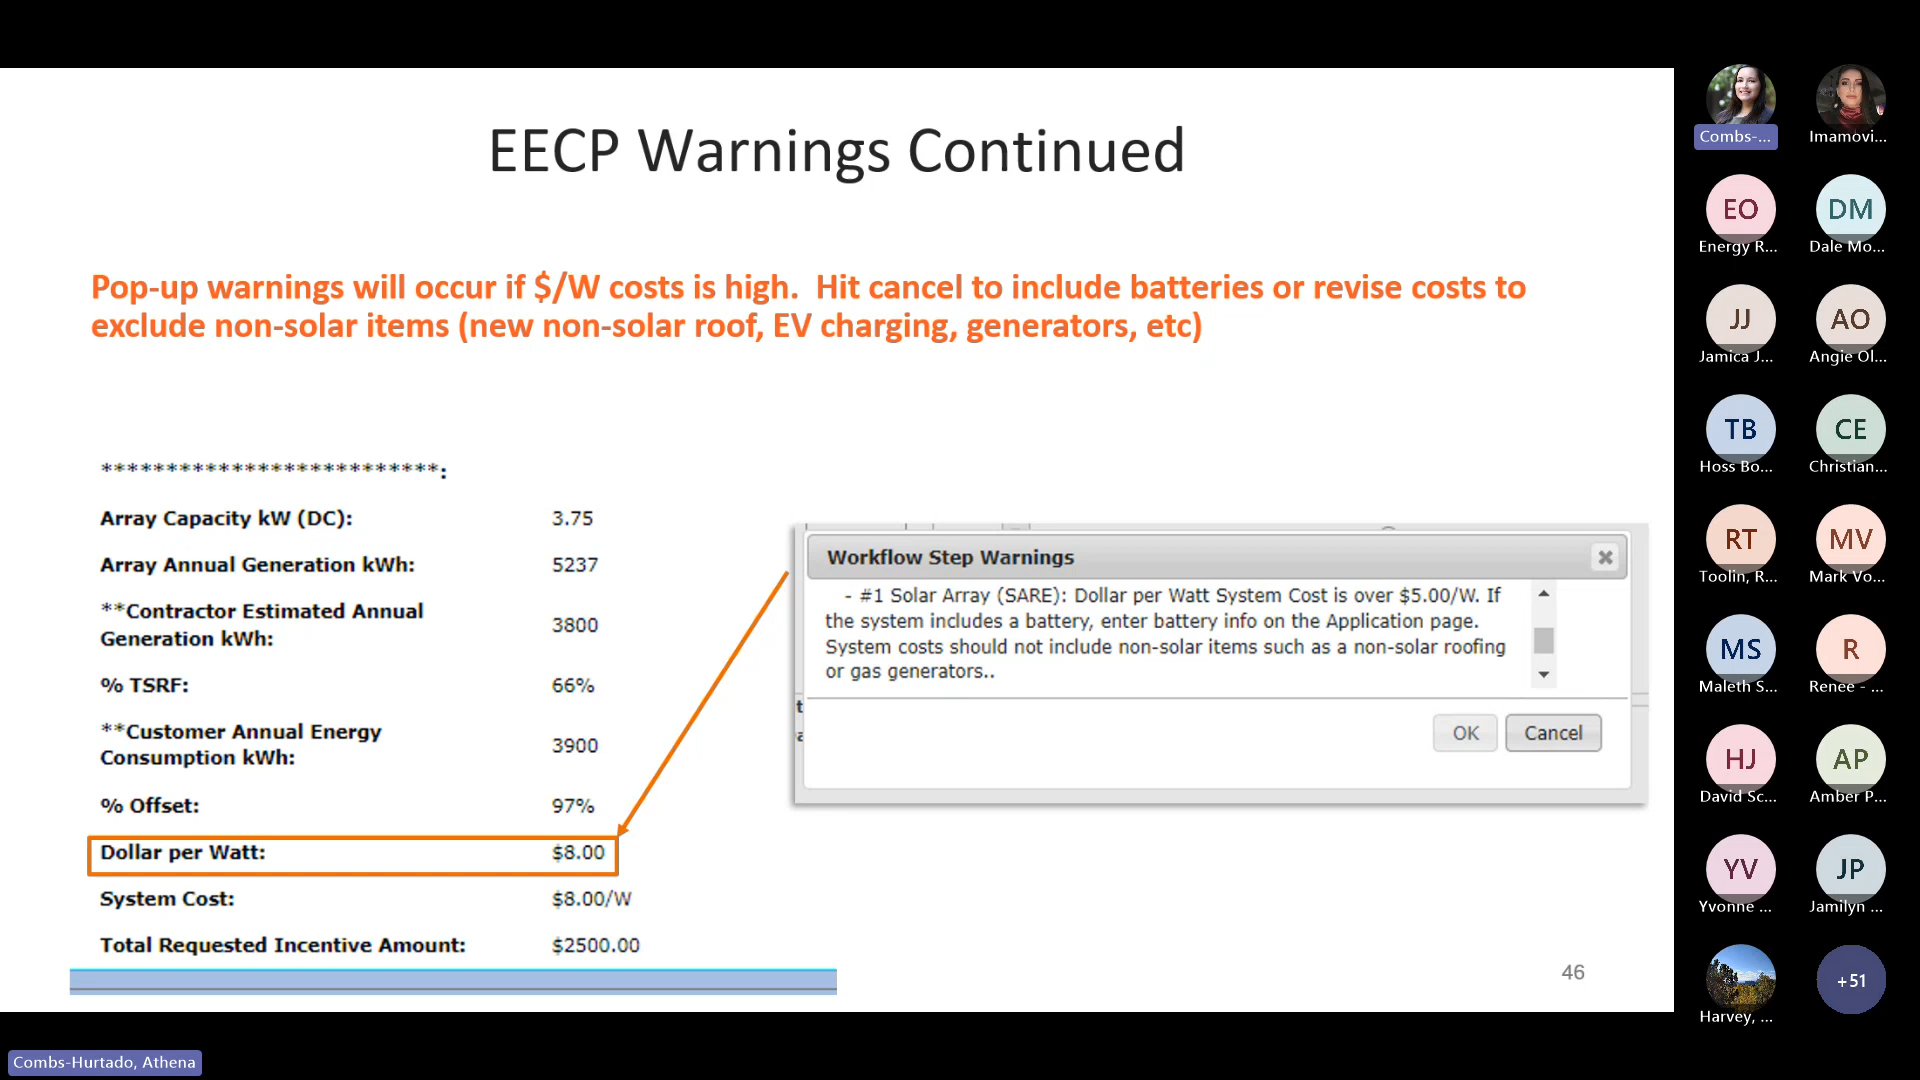 EECP Warnings Continued
Pop-up warnings will occur if $/W costs is high.  Hit cancel to include batteries or revise costs to
exclude non-solar items (new non-solar roof, EV charging, generators, etc)
**************************:
Array Capacity kW (DC): 3.75
Array Annual Generation kWh: 5237
**Contractor Estimated Annual
Generation kWh: 3800
% TSRF: 66%
**Customer Annual Energy
Consumption kWh: 3900
% Offset: 97%
Dollar per Watt: $8.00
System Cost: $8.00/W
Total Requested Incentive Amount: $2500.00
Workflow Step Warnings
- #1 Solar Array (SARE): Dollar per Watt System Cost is over $5.00/W. If
the system includes a battery, enter battery info on the Application page.
System costs should not include non-solar items such as a non-solar roofing
or gas generators..
OK Cancel
46
Combs-... Imamovi...
EO DM
Energy R... Dale Mo...
JJ AO
Jamica J... Angie Ol...
TB CE
Hoss Bo... Christian...
RT MV
Toolin, R... Mark Vo...
MS R
Maleth S... Renee - ...
HJ AP
David Sc... Amber P...
YV JP
Yvonne ... Jamilyn ...
+51
Harvey, ...
Combs-Hurtado, Athena